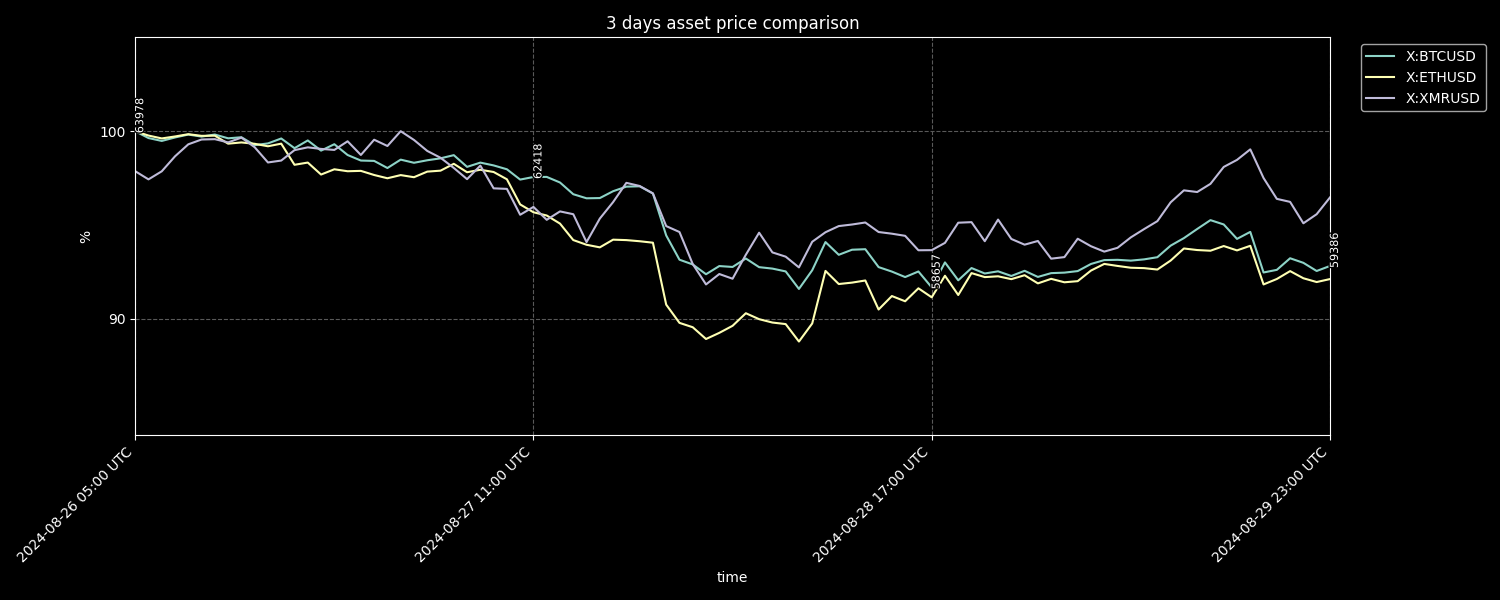 3 days asset price comparison
X:BTCUSD
X:ETHUSD
X:XMRUSD
63978
62418
58657
59386
100
90
%
2024-08-26 05:00 UTC
2024-08-27 11:00 UTC
2024-08-28 17:00 UTC
2024-08-29 23:00 UTC
time